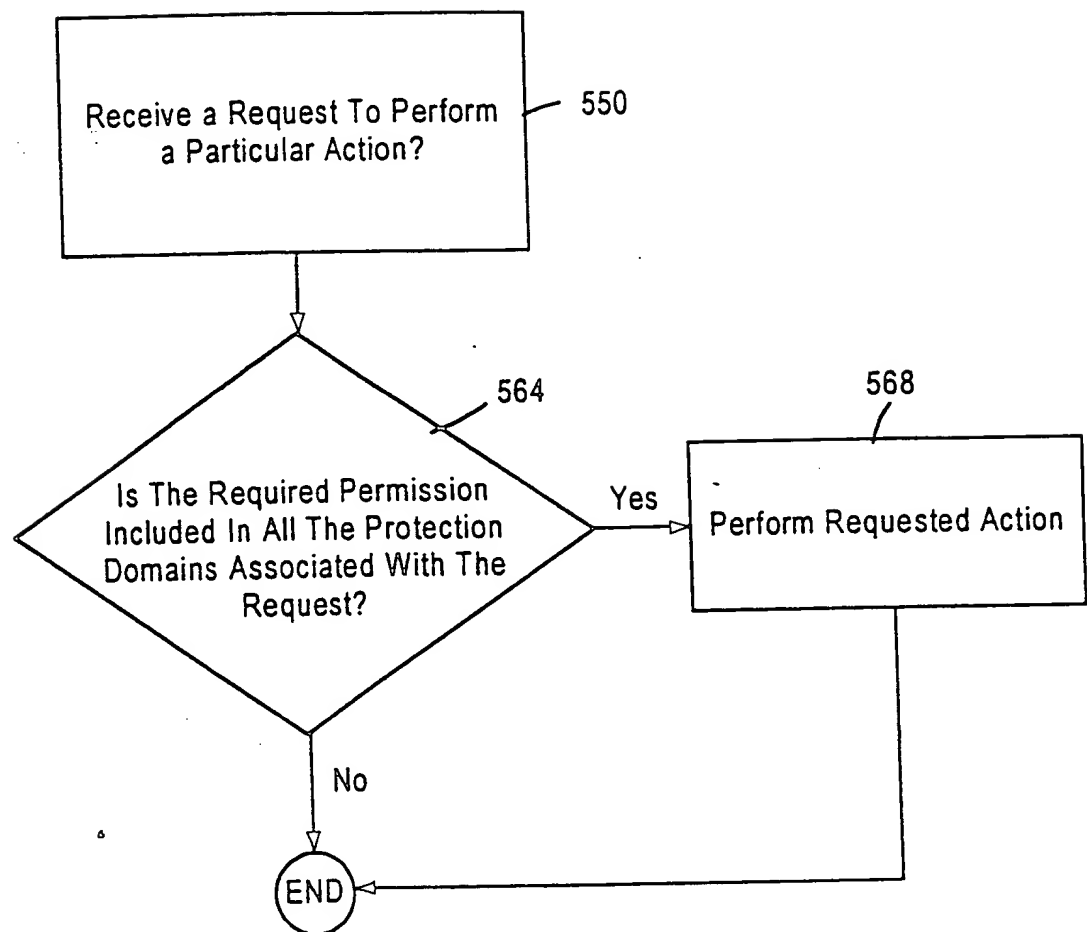 Receive a Request To Perform
a Particular Action?
550
564
Is The Required Permission
Included In All The Protection
Domains Associated With The
Request?
Yes
568
Perform Requested Action
No
END